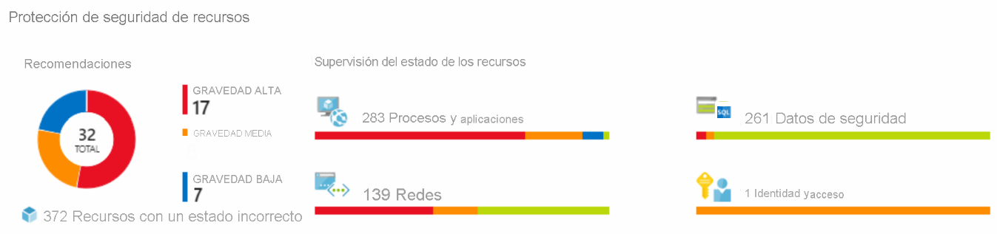 Protección de seguridad de recursos
Recomendaciones
32
TOTAL
GRAVEDAD ALTA
17
GRAVEDAD MEDIA
GRAVEDAD BAJA
7
372 Recursos con un estado incorrecto
Supervisión del estado de los recursos
283 Procesos y aplicaciones
SQL
261 Datos de seguridad
139 Redes
1 Identidad yacceso